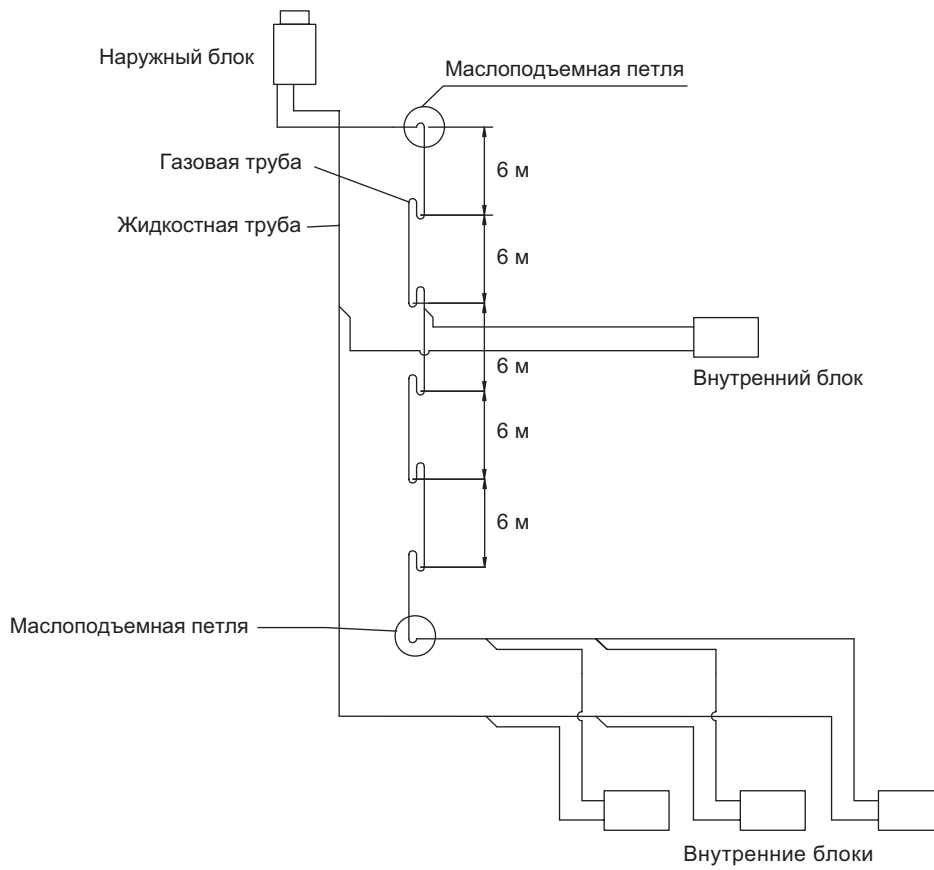 Наружный блок
Маслоподъемная петля
Газовая труба
6 м
Жидкостная труба
6 м
6 м
Внутренний блок
6 м
6 м
Маслоподъемная петля
Внутренние блоки